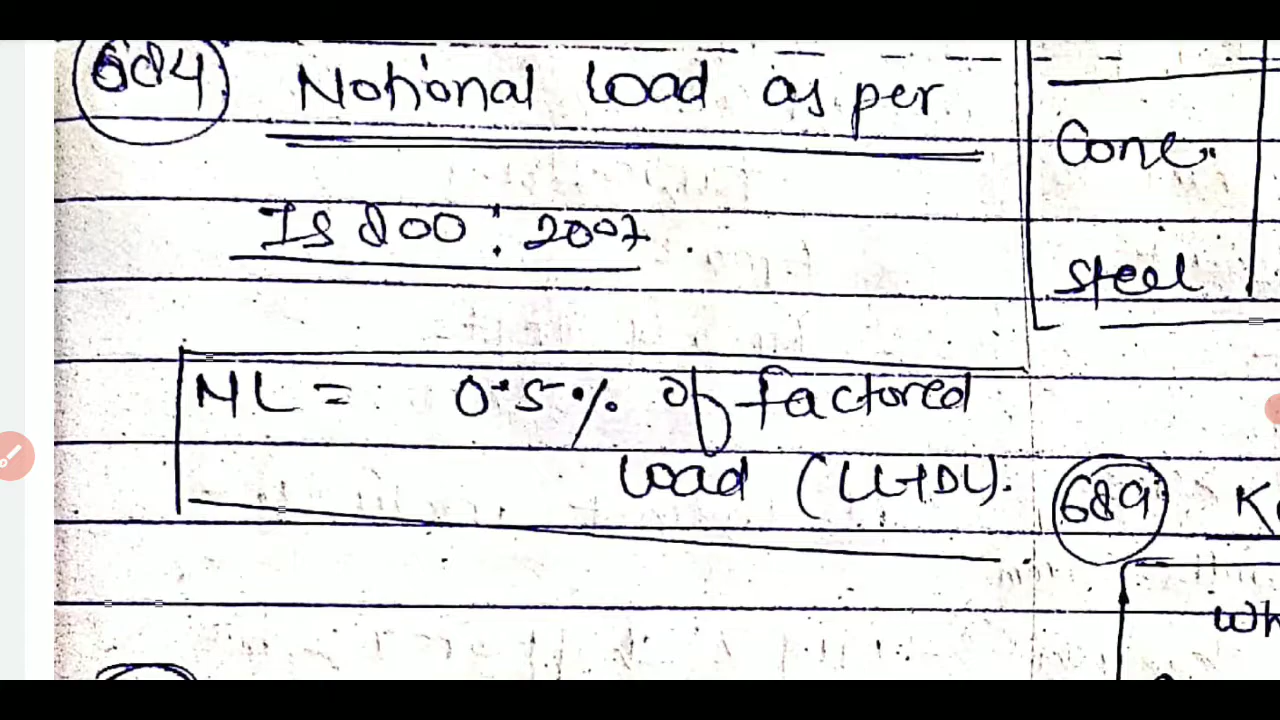 684 Notional load as per
IS 800 : 2007
NL = 0.5% of factored
load (LL+DL).
Conc.
Steel
689